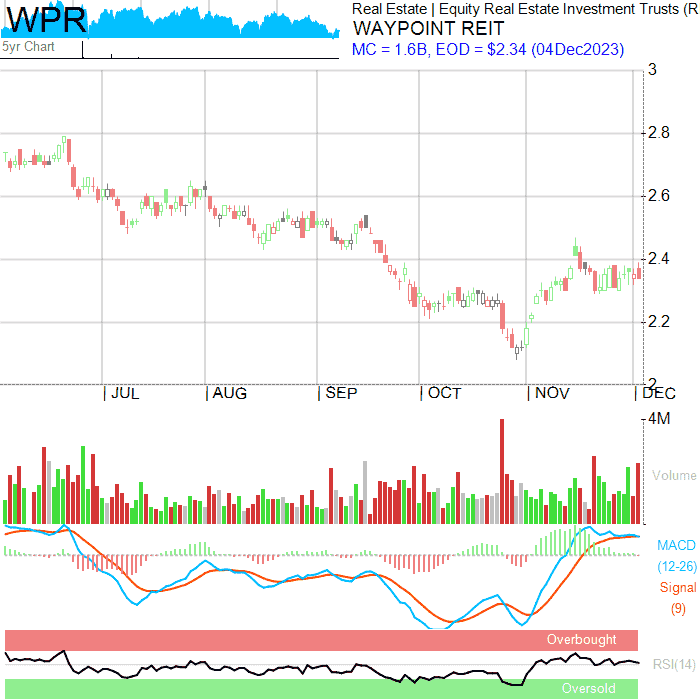 WPR
5yr Chart
Real Estate | Equity Real Estate Investment Trusts (R
WAYPOINT REIT
MC = 1.6B, EOD = $2.34 (04Dec2023)
3
2.8
2.6
2.4
2.2
2
| JUL | AUG | SEP | OCT | NOV | DEC
4M
Volume
MACD
(12-26)
Signal
(9)
Overbought
RSI(14)
Oversold